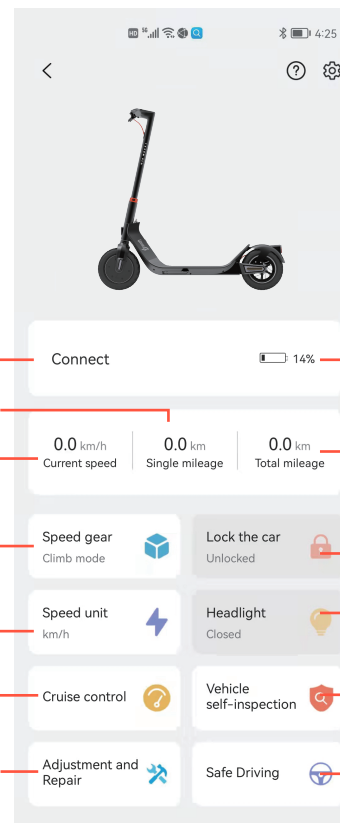 HD 5G 4:25
?
Connect 14%
0.0 km/h 0.0 km 0.0 km
Current speed Single mileage Total mileage
Speed gear
Climb mode
Lock the car
Unlocked
Speed unit
km/h
Headlight
Closed
Cruise control
Vehicle
self-inspection
Adjustment and
Repair
Safe Driving